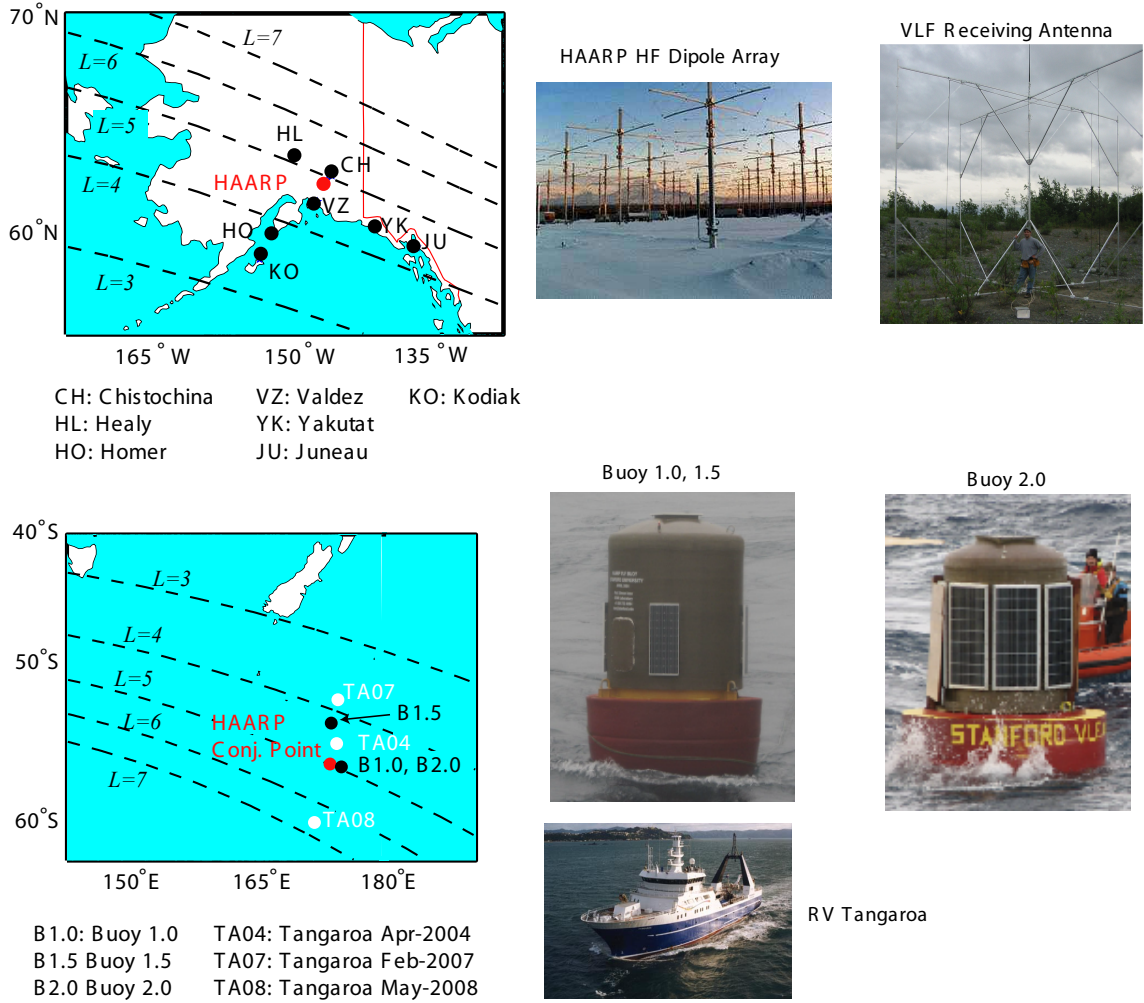 70°N
60°N
L=7
L=6
L=5
L=4
L=3
HL
CH
HAARP
VZ
HO
YK
JU
KO
165°W
150°W
135°W
CH: Chistochina
VZ: Valdez
KO: Kodiak
HL: Healy
YK: Yakutat
HO: Homer
JU: Juneau
HAARP HF Dipole Array
VLF Receiving Antenna
40°S
50°S
60°S
L=3
L=4
L=5
L=6
L=7
TA07
B1.5
HAARP
Conj. Point
TA04
B1.0, B2.0
TA08
150°E
165°E
180°E
B1.0: Buoy 1.0
TA04: Tangaroa Apr-2004
B1.5 Buoy 1.5
TA07: Tangaroa Feb-2007
B2.0 Buoy 2.0
TA08: Tangaroa May-2008
Buoy 1.0, 1.5
Buoy 2.0
STANFORD VLF
RV Tangaroa